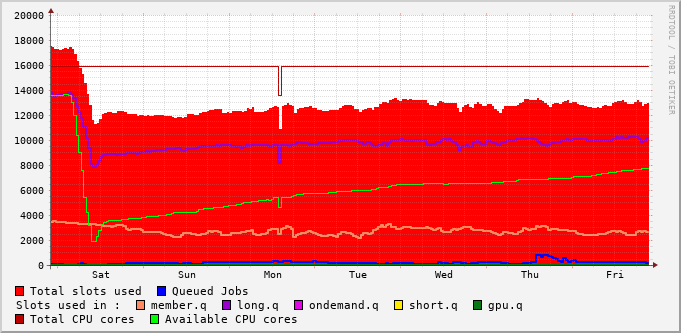 20000
18000
16000
14000
12000
10000
8000
6000
4000
2000
0
Sat Sun Mon Tue Wed Thu Fri
RRDTOOL / TOBI OETIKER
Total slots used Queued Jobs
Slots used in : member.q long.q ondemand.q short.q gpu.q
Total CPU cores Available CPU cores